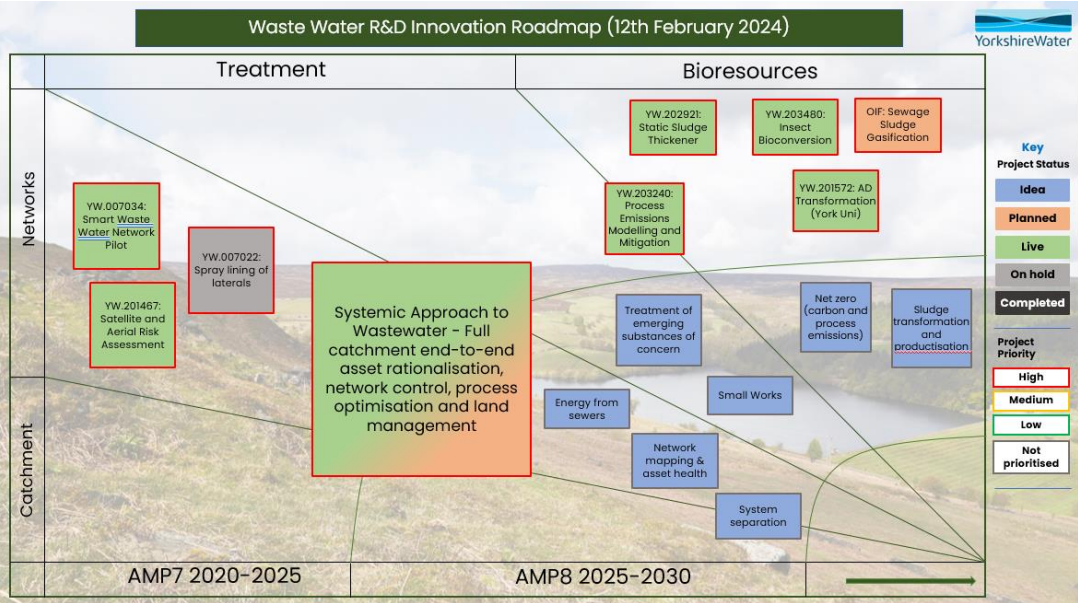 Waste Water R&D Innovation Roadmap (12th February 2024)
YorkshireWater
Treatment
Bioresources
Networks
Catchment
YW.202921:
Static Sludge
Thickener
YW.203480:
Insect
Bioconversion
OIF: Sewage
Sludge
Gasification
YW.007034:
Smart Waste
Water Network
Pilot
YW.203240:
Process
Emissions
Modelling and
Mitigation
YW.201572: AD
Transformation
(York Uni)
YW.007022:
Spray lining of
laterals
YW.201467:
Satellite and
Aerial Risk
Assessment
Systemic Approach to
Wastewater - Full
catchment end-to-end
asset rationalisation,
network control, process
optimisation and land
management
Treatment of
emerging
substances of
concern
Net zero
(carbon and
process
emissions)
Sludge
transformation
and
productisation
Energy from
sewers
Small Works
Network
mapping &
asset health
System
separation
AMP7 2020-2025
AMP8 2025-2030
Key
Project Status
Idea
Planned
Live
On hold
Completed
Project
Priority
High
Medium
Low
Not
prioritised